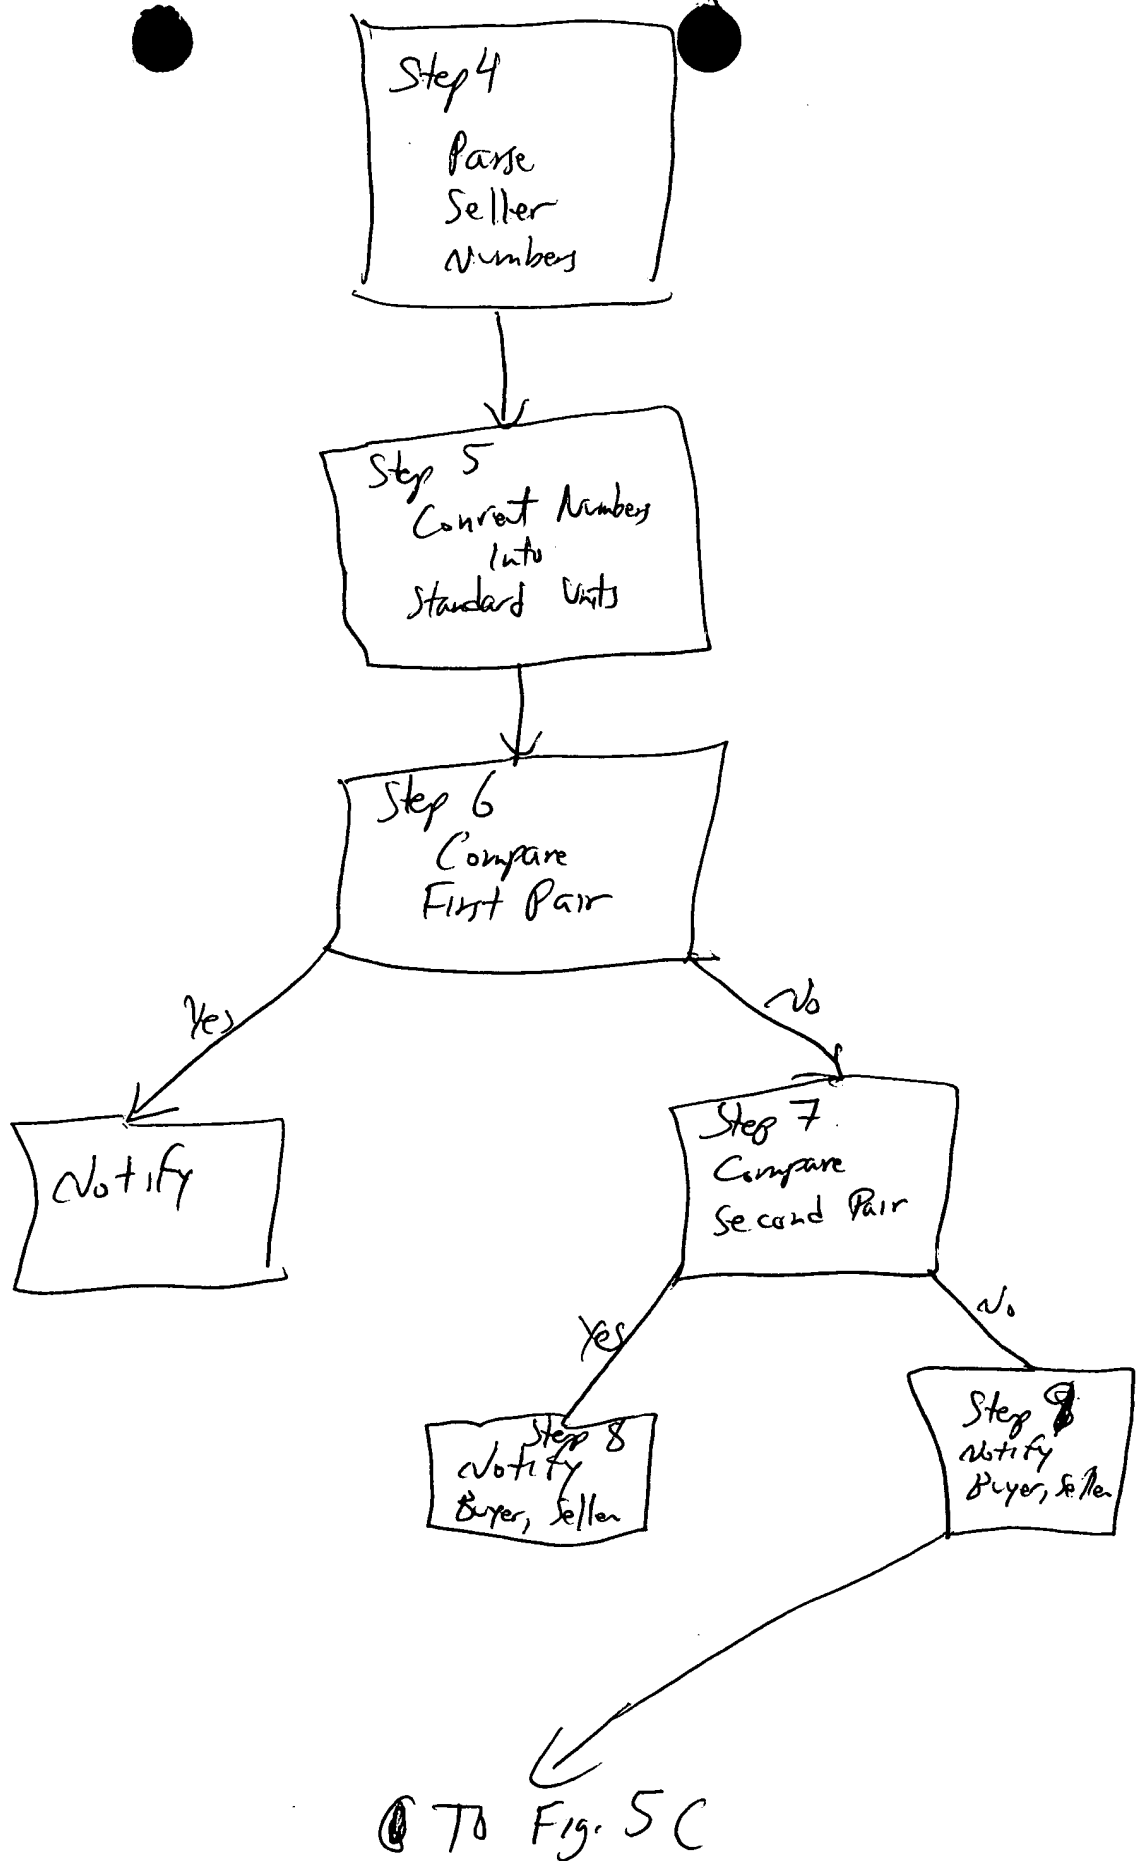 Step 4
Parse
Seller
Numbers
Step 5
Convert Numbers
Into
Standard Units
Step 6
Compare
First Pair
Yes
No
Notify
Step 7
Compare
Second Pair
Yes
No
Step 8
Notify
Buyer, Seller
Step 9
Notify
Buyer, Seller
To Fig. 5C